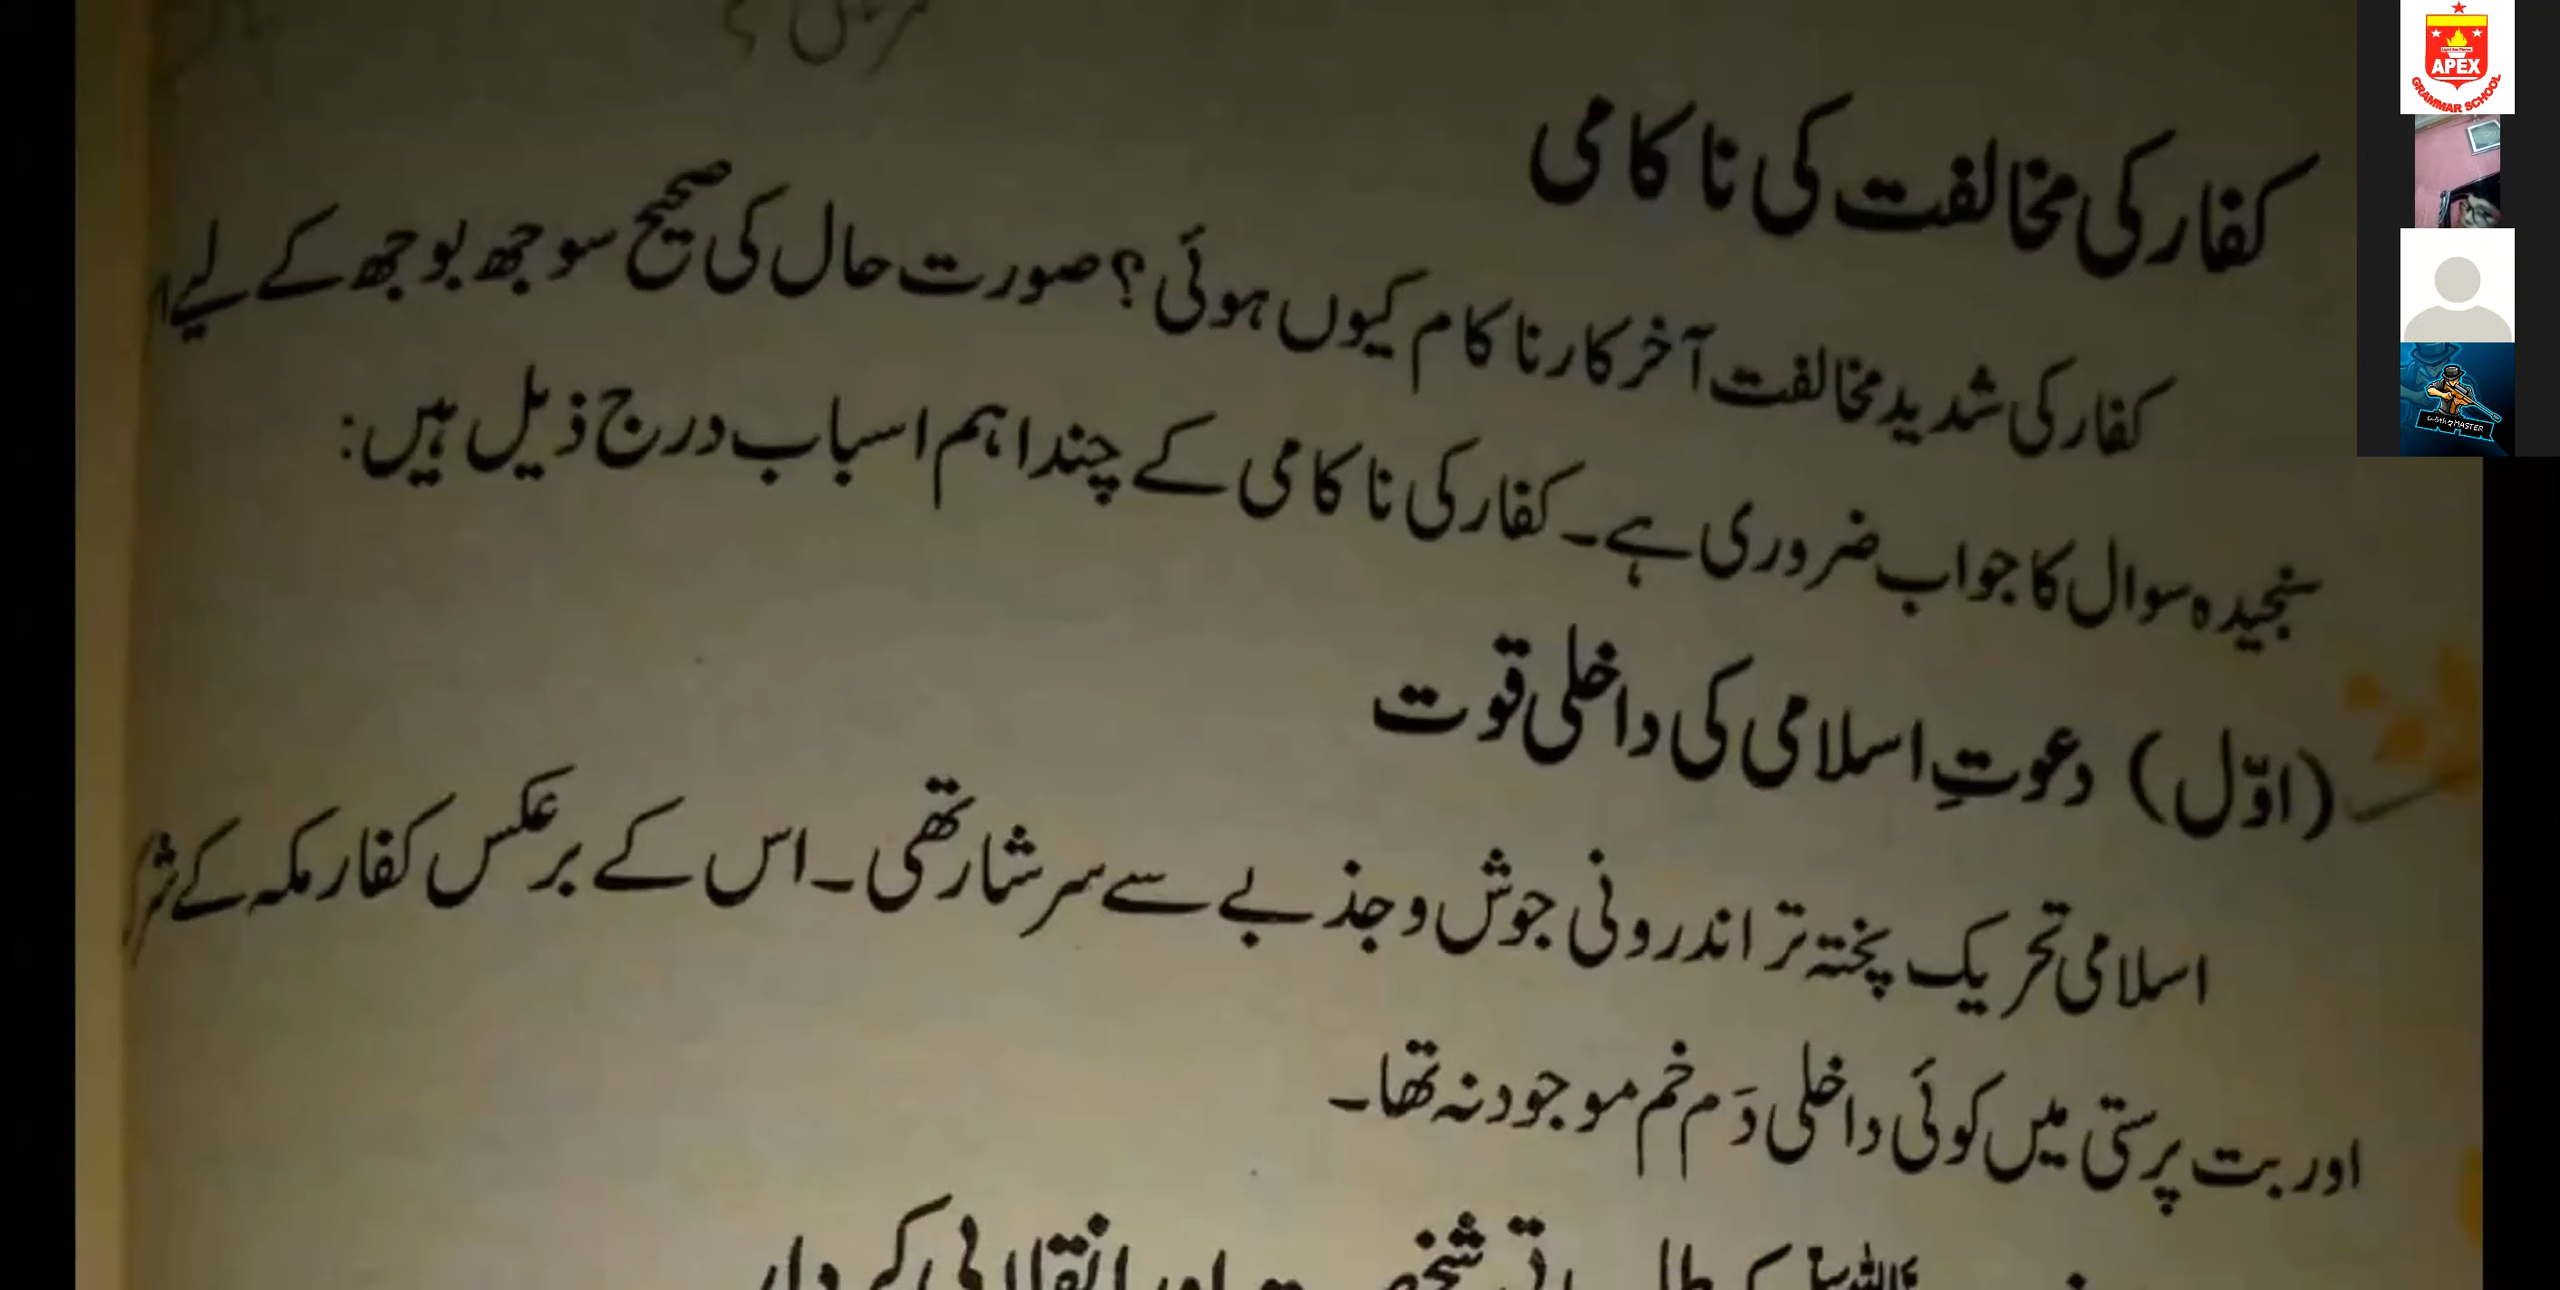 کفار کی مخالفت کی ناکامی
کفار کی شدید مخالفت آخر کار ناکام کیوں ہوئی؟ صورت حال کی صحیح سوجھ بوجھ کے لیے
سنجیدہ سوال کا جواب ضروری ہے۔ کفار کی ناکامی کے چند اہم اسباب درج ذیل ہیں:
(اوّل) دعوتِ اسلامی کی داخلی قوت
اسلامی تحریک پختہ تر اندرونی جوش و جذبے سے سرشار تھی۔ اس کے برعکس کفار مکہ کے
اور بت پرستی میں کوئی داخلی دَم خم موجود نہ تھا۔
APEX
GRAMMAR SCHOOL
MASTER